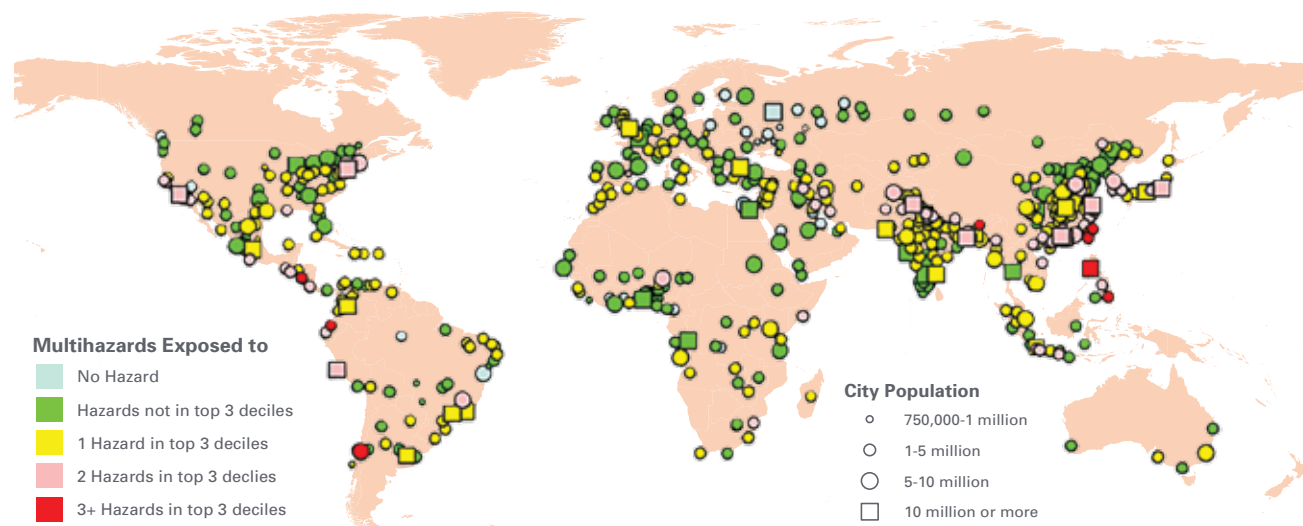 Multihazards Exposed to
No Hazard
Hazards not in top 3 deciles
1 Hazard in top 3 deciles
2 Hazards in top 3 declies
3+ Hazards in top 3 deciles
City Population
750,000-1 million
1-5 million
5-10 million
10 million or more